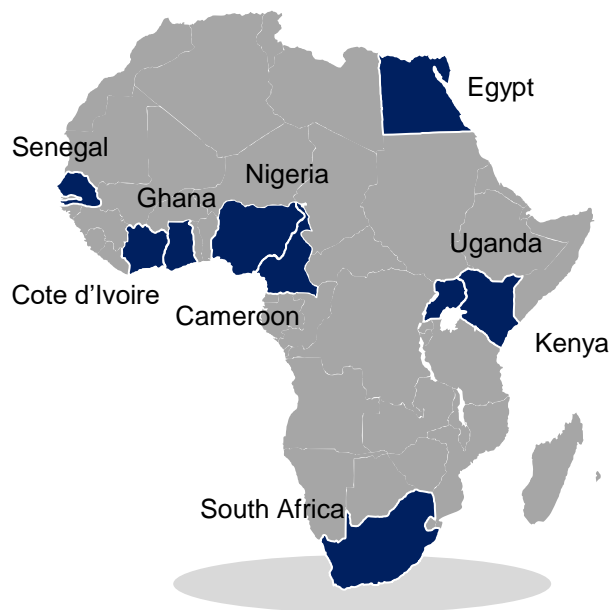 Egypt
Senegal
Nigeria
Ghana
Uganda
Cote d’Ivoire
Cameroon
Kenya
South Africa